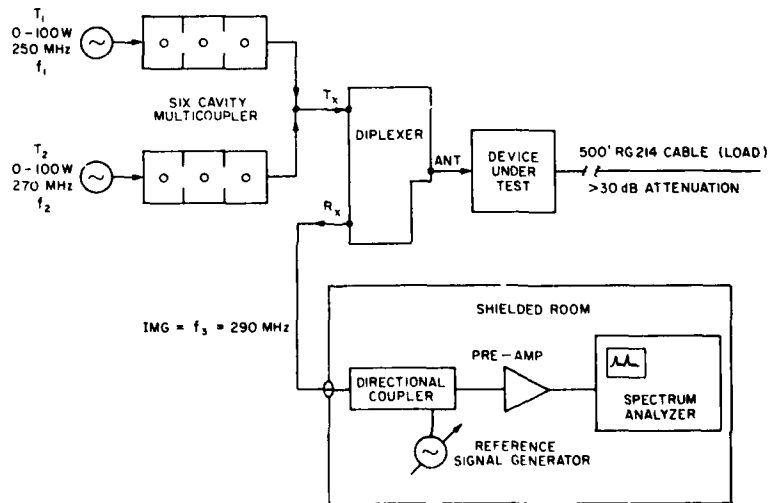 T₁
0-100W
250 MHz
f₁
SIX CAVITY
MULTICOUPLER
T₂
0-100W
270 MHz
f₂
Tₓ
DIPLEXER
Rₓ
ANT
DEVICE
UNDER
TEST
500' RG214 CABLE (LOAD)
>30 dB ATTENUATION
IMG = f₃ = 290 MHz
SHIELDED ROOM
DIRECTIONAL
COUPLER
PRE-AMP
SPECTRUM
ANALYZER
REFERENCE
SIGNAL GENERATOR